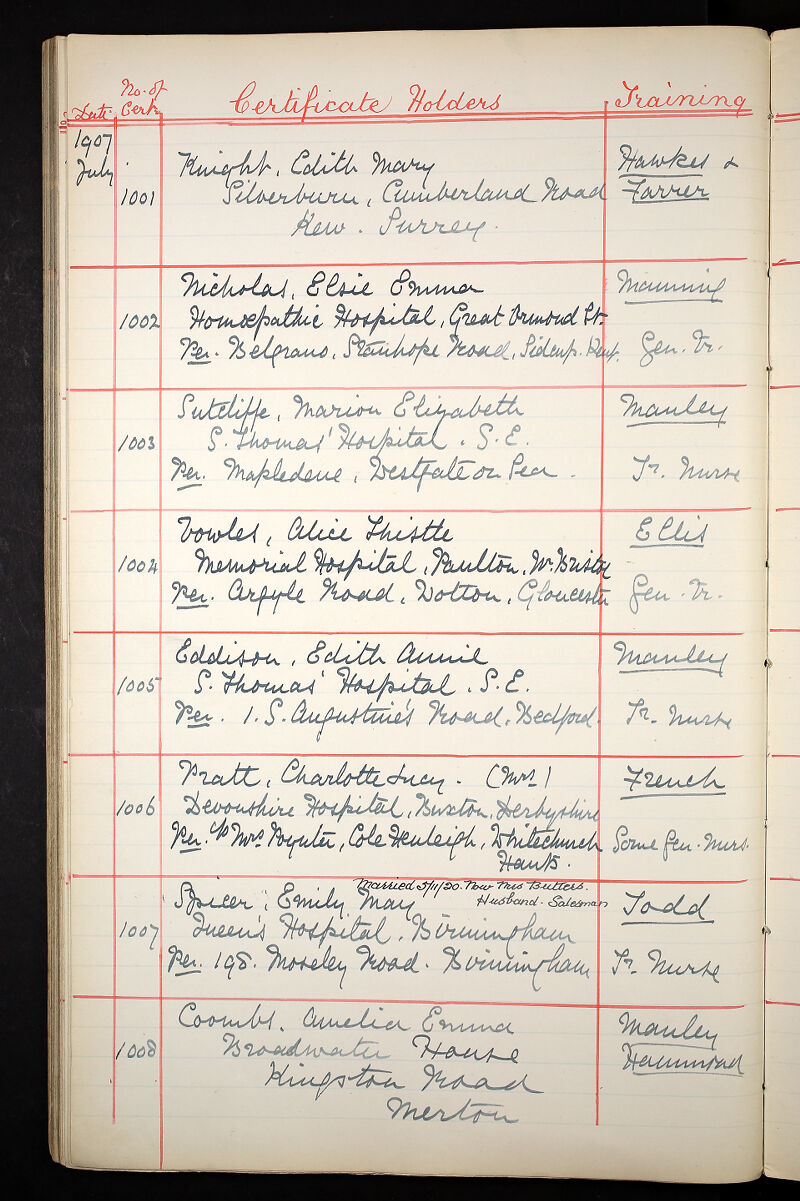 Date No. of Cert. Certificate Holders Training
1907
July
Knight, Edith Mary Hawkes &
1001 Silverburn, Cumberland Road Farrer
Kew. Surrey.
Nicholas, Elsie Emma Manning
1002 Homœpathic Hospital, Great Ormond St.
Per. Belgrano, Stanhope Road, Sidcup. Kent. Gen. Tr.
Sutcliffe, Marion Elizabeth Manley
1003 S. Thomas' Hospital. S.E.
Per. Mapledene, Westgate on Sea. Tr. Nurse
Vowles, Alice Thistle Ellis
1004 Memorial Hospital, Paulton, Nr. Bristol
Per. Argyle Road, Wotton, Gloucester Gen. Tr.
Eddison, Edith Annie Manley
1005 S. Thomas' Hospital. S.E.
Per. 1. S. Augustine's Road, Bedford. Tr. Nurse
Pratt, Charlotte Lucy. (Mrs.) French
1006 Devonshire Hospital, Buxton, Derbyshire
Per. c/o Mrs Poynter, Cole Henleigh, Whitechurch Some Gen. Nurs.
Hants.
Married 5/11/20. Now Mrs Butters.
Spicer, Emily May Husband - Salesman Todd
1007 Queen's Hospital, Birmingham
Per. 198. Moseley Road. Birmingham Tr. Nurse
Coombs, Amelia Emma Manley
1008 Broadwater House Hammond
Kingston Road
Merton